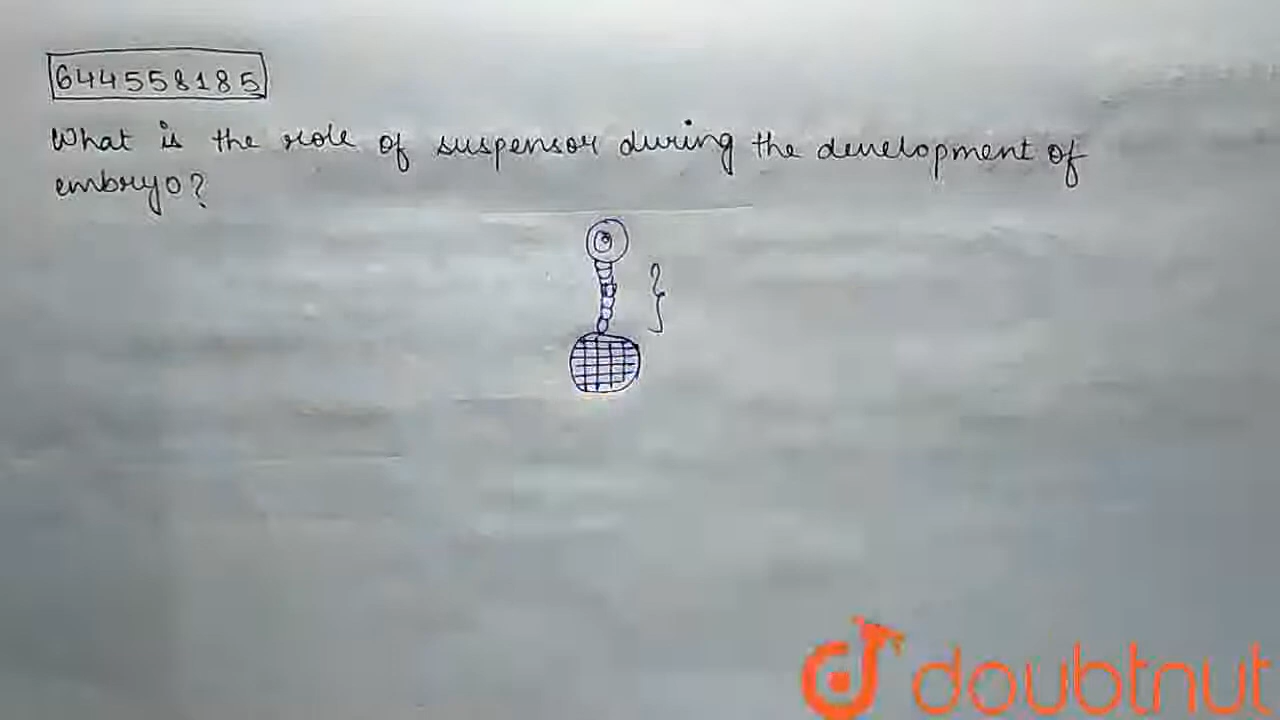 644558185
What is the role of suspensor during the development of
embryo?
doubtnut